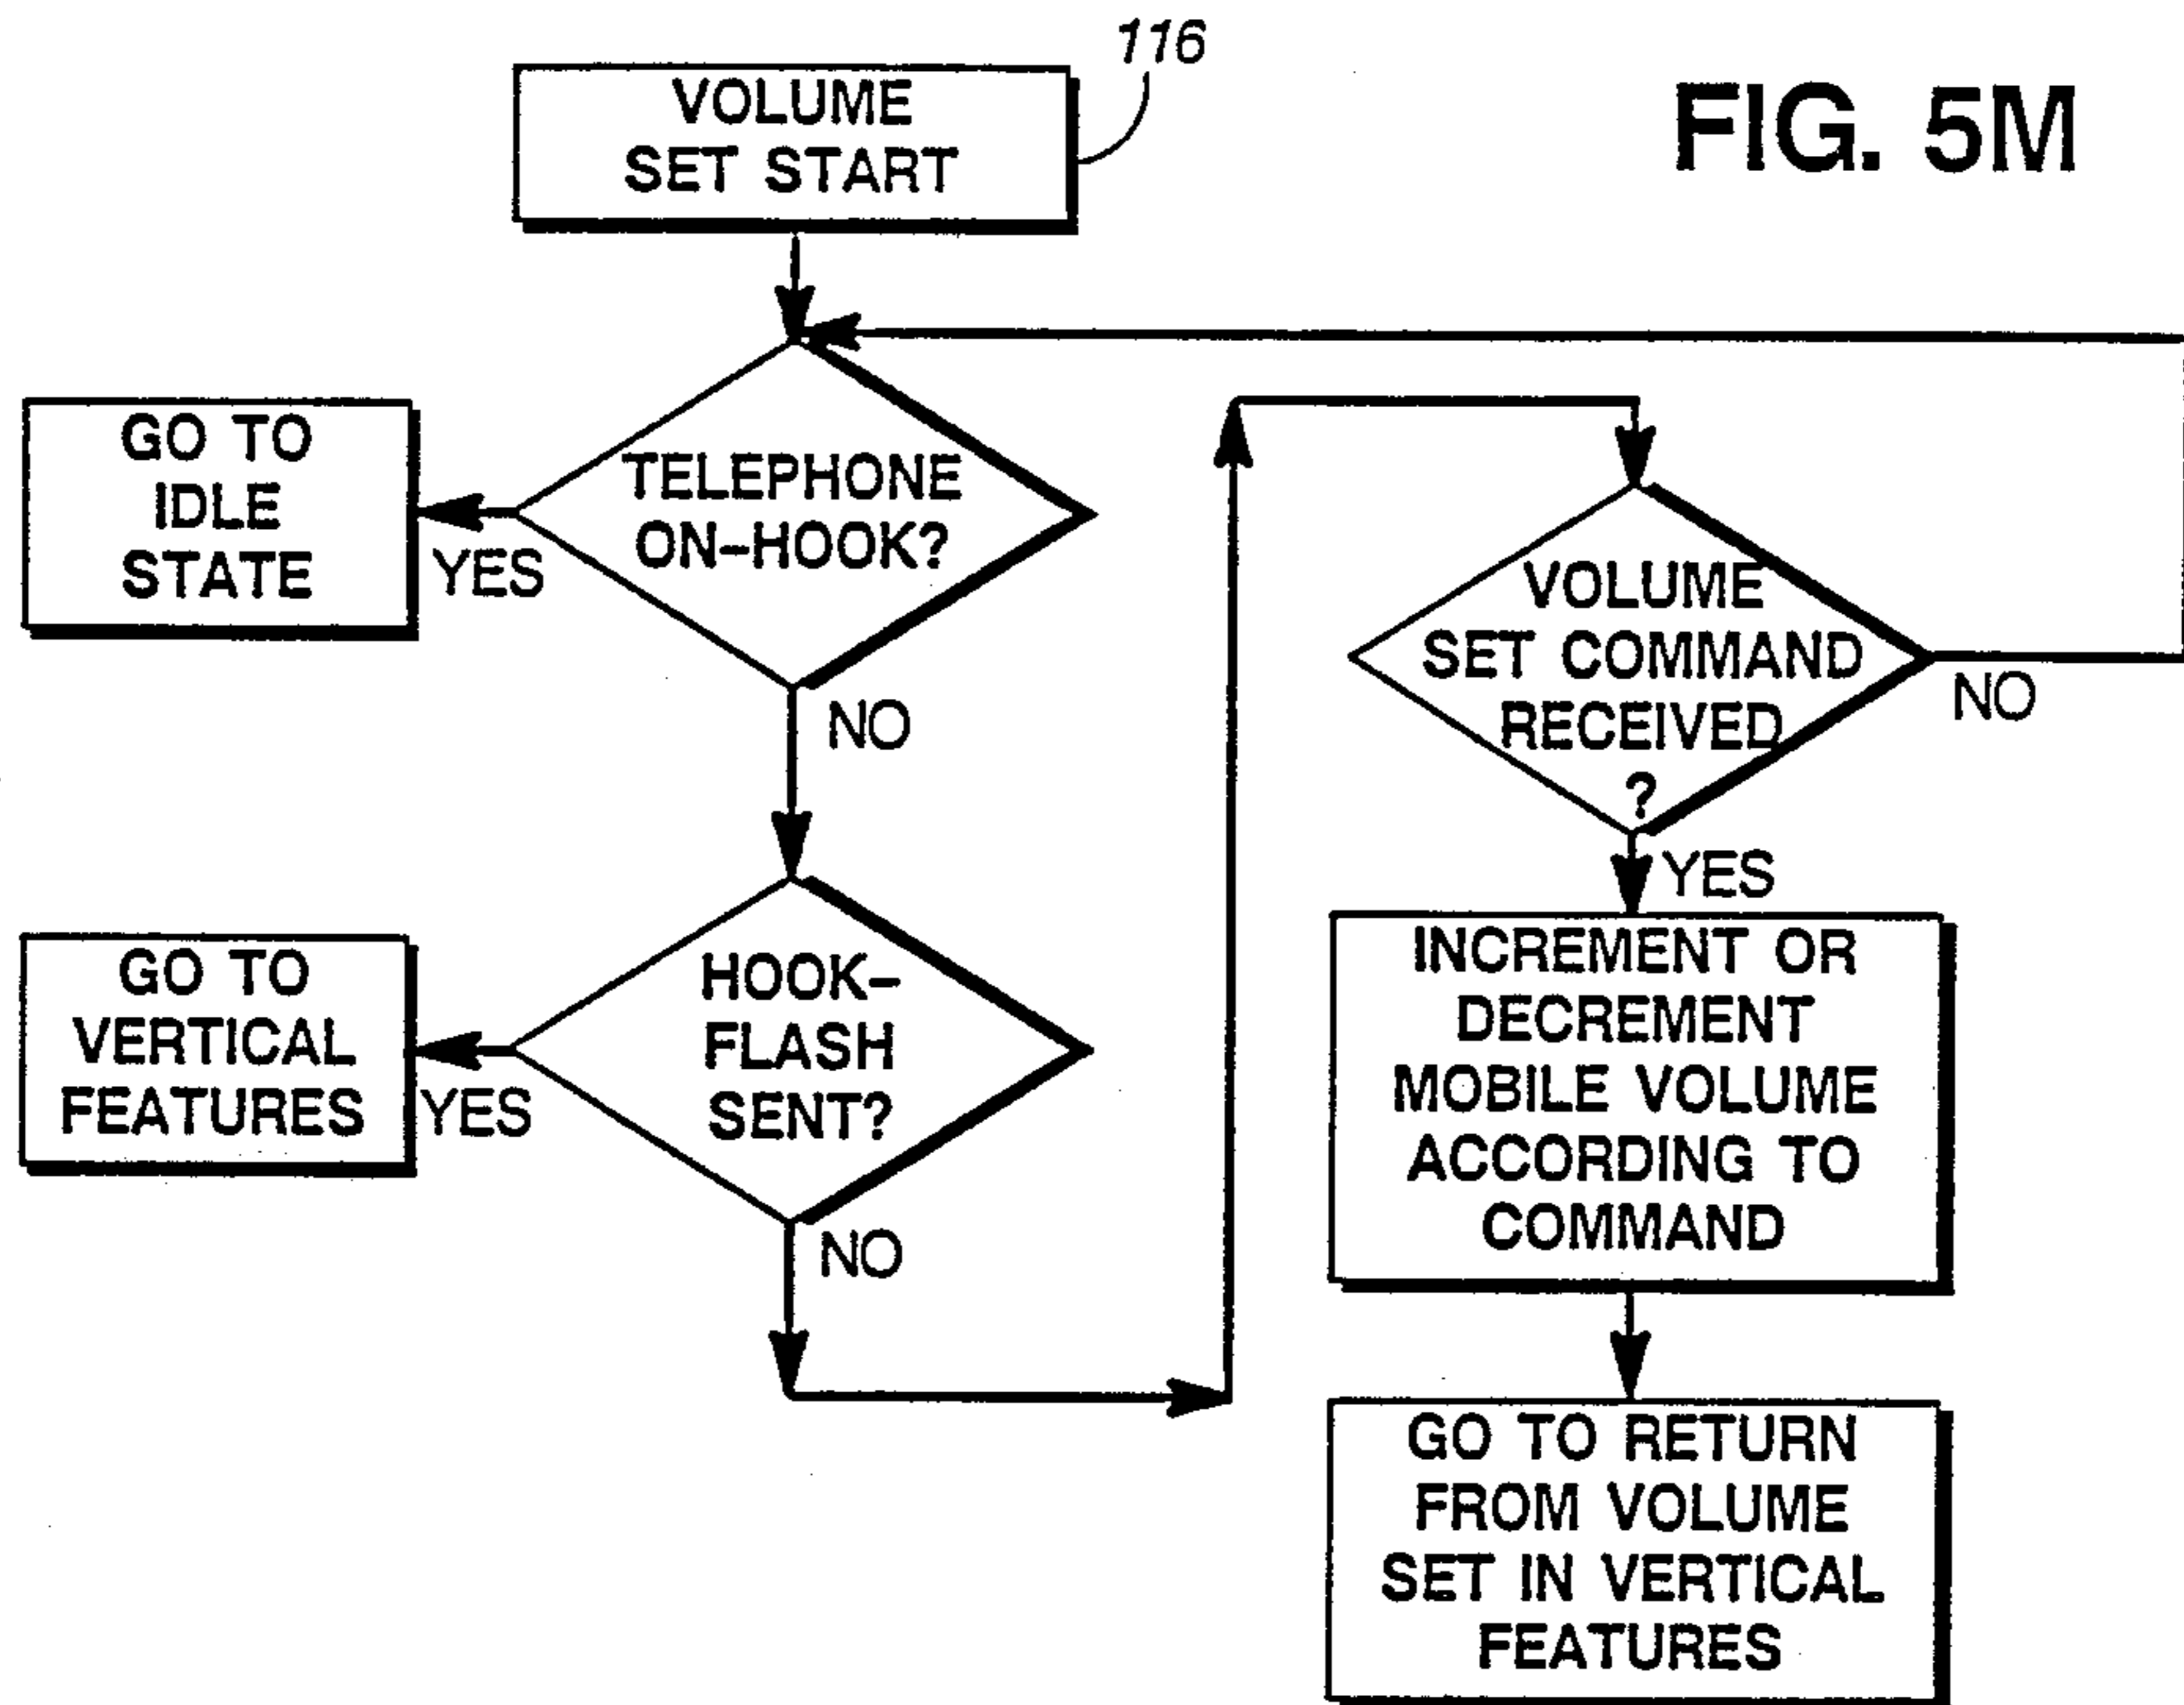 116
FIG. 5M
VOLUME
SET START
GO TO
IDLE
STATE
YES
TELEPHONE
ON-HOOK?
NO
GO TO
VERTICAL
FEATURES
YES
HOOK-
FLASH
SENT?
NO
VOLUME
SET COMMAND
RECEIVED
?
NO
YES
INCREMENT OR
DECREMENT
MOBILE VOLUME
ACCORDING TO
COMMAND
GO TO RETURN
FROM VOLUME
SET IN VERTICAL
FEATURES